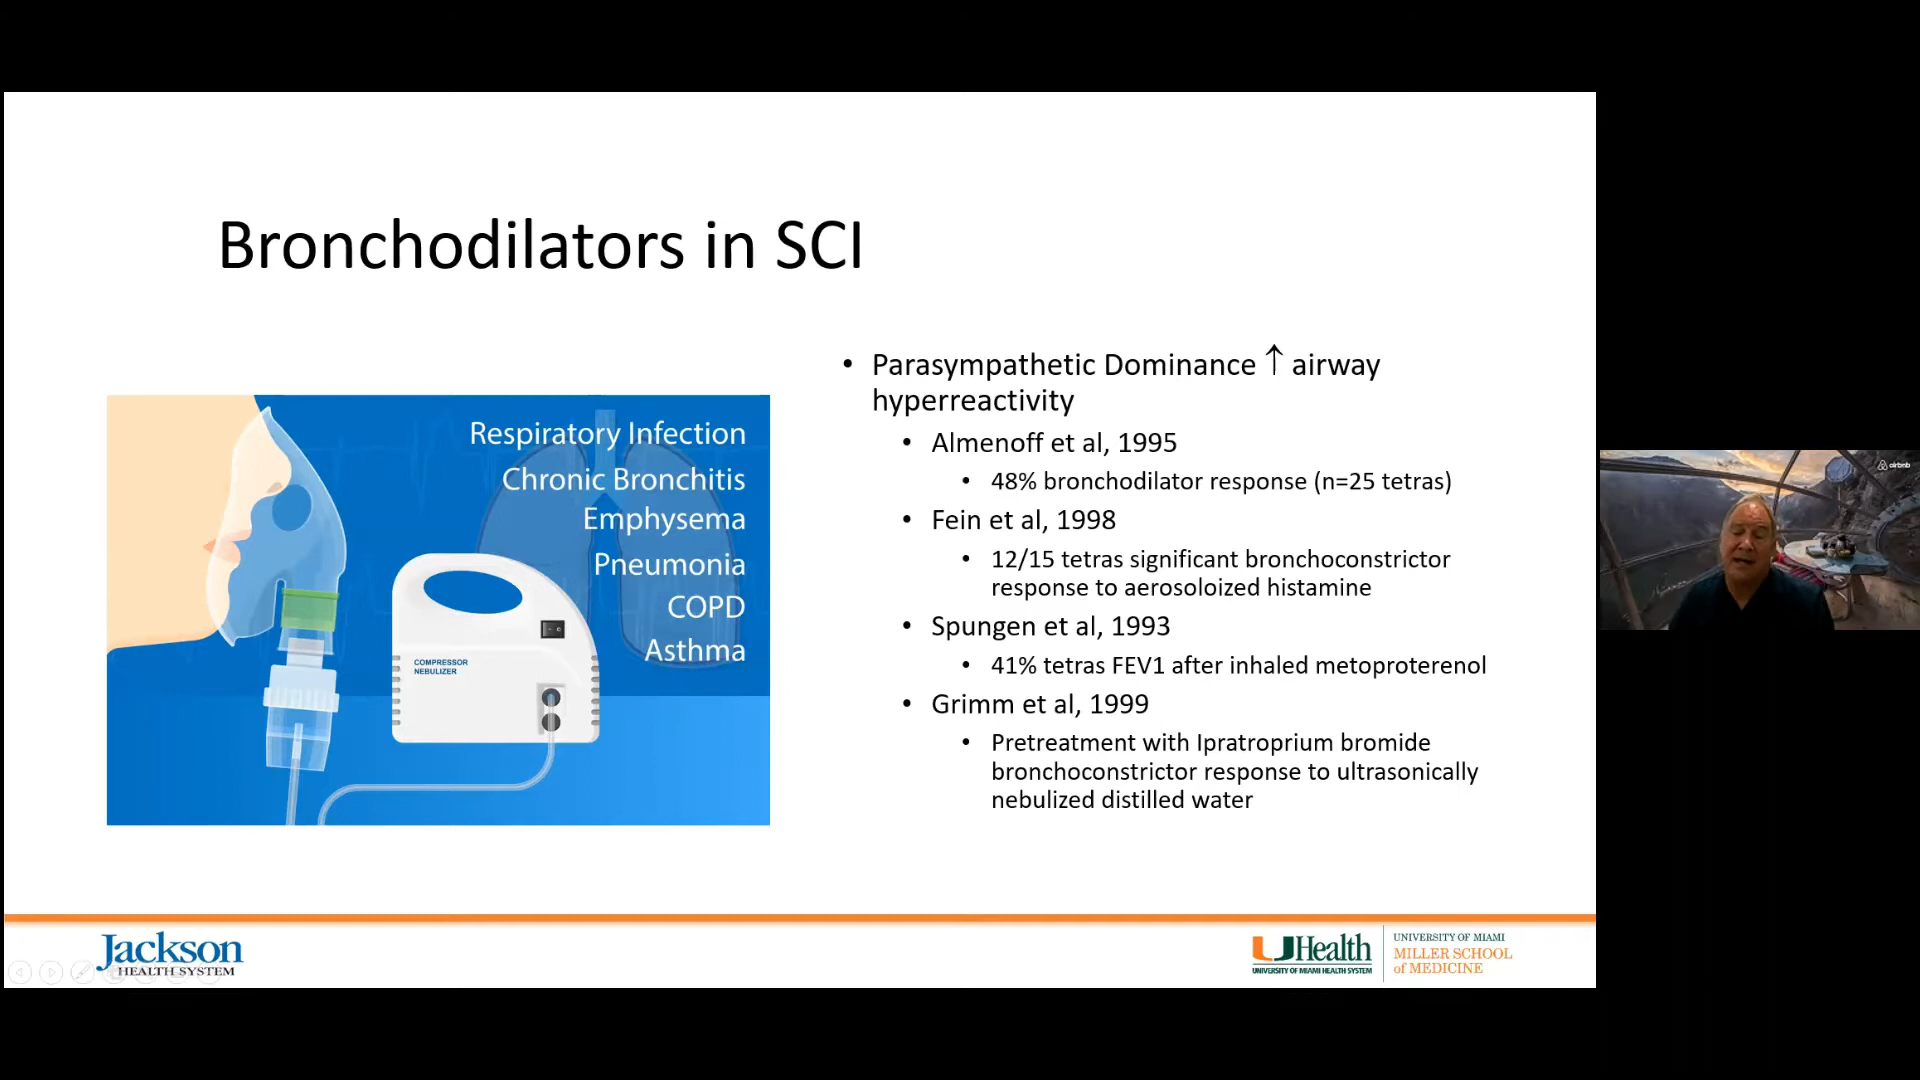 Bronchodilators in SCI
Respiratory Infection
Chronic Bronchitis
Emphysema
Pneumonia
COPD
Asthma
COMPRESSOR
NEBULIZER
• Parasympathetic Dominance ↑ airway
hyperreactivity
• Almenoff et al, 1995
• 48% bronchodilator response (n=25 tetras)
• Fein et al, 1998
• 12/15 tetras significant bronchoconstrictor
response to aerosoloized histamine
• Spungen et al, 1993
• 41% tetras FEV1 after inhaled metoproterenol
• Grimm et al, 1999
• Pretreatment with Ipratroprium bromide
bronchoconstrictor response to ultrasonically
nebulized distilled water
airbnb
Jackson
HEALTH SYSTEM
UHealth
UNIVERSITY OF MIAMI HEALTH SYSTEM
UNIVERSITY OF MIAMI
MILLER SCHOOL
of MEDICINE